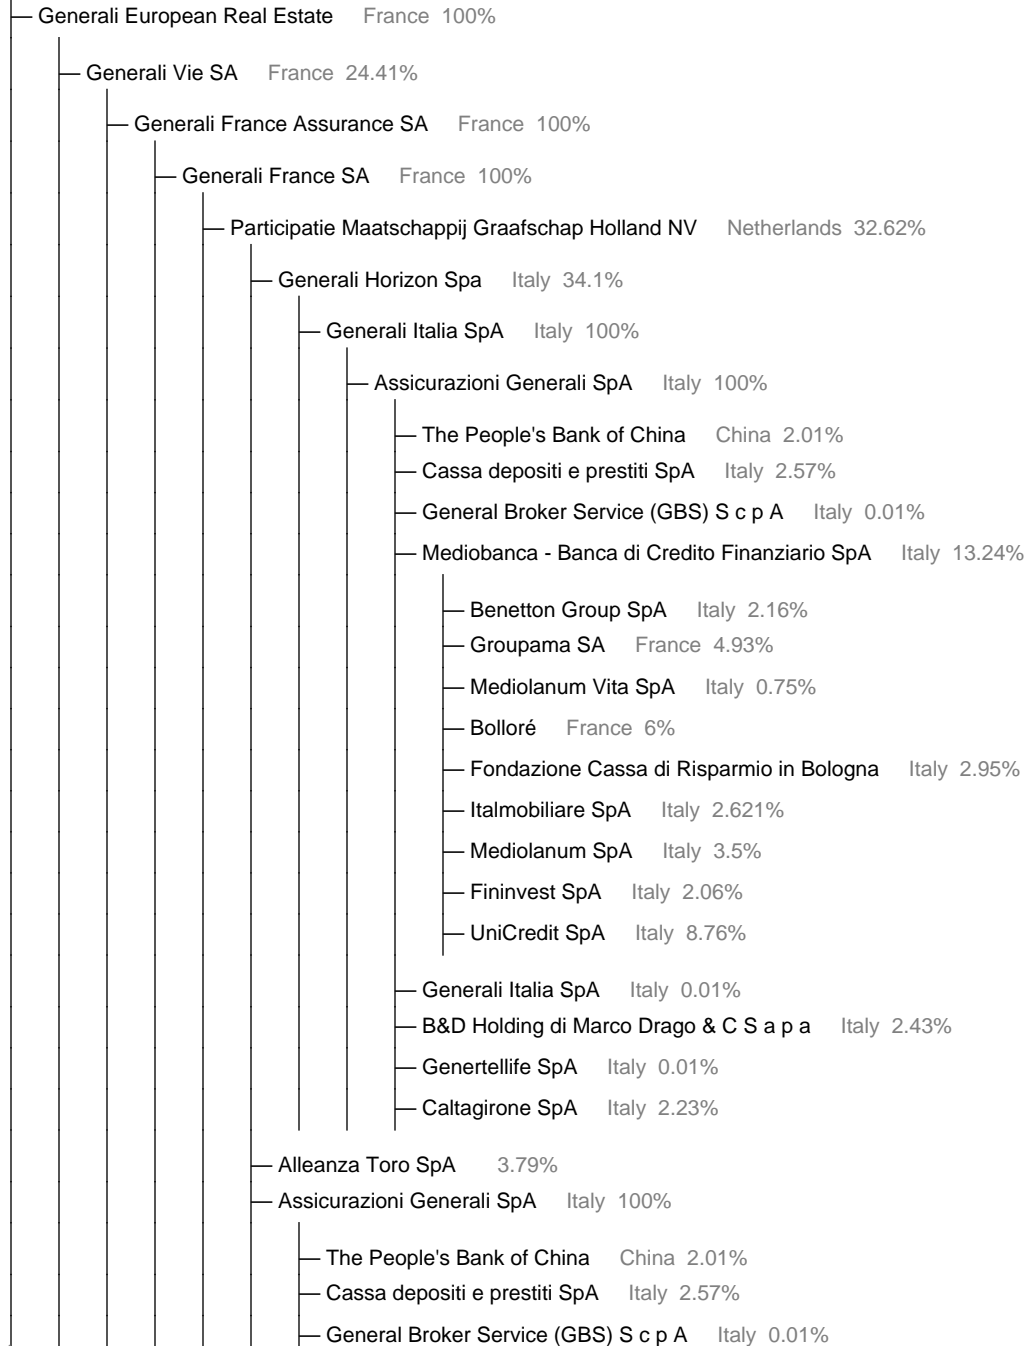 Generali European Real Estate France 100%
Generali Vie SA France 24.41%
Generali France Assurance SA France 100%
Generali France SA France 100%
Participatie Maatschappij Graafschap Holland NV Netherlands 32.62%
Generali Horizon Spa Italy 34.1%
Generali Italia SpA Italy 100%
Assicurazioni Generali SpA Italy 100%
The People's Bank of China China 2.01%
Cassa depositi e prestiti SpA Italy 2.57%
General Broker Service (GBS) S c p A Italy 0.01%
Mediobanca - Banca di Credito Finanziario SpA Italy 13.24%
Benetton Group SpA Italy 2.16%
Groupama SA France 4.93%
Mediolanum Vita SpA Italy 0.75%
Bolloré France 6%
Fondazione Cassa di Risparmio in Bologna Italy 2.95%
Italmobiliare SpA Italy 2.621%
Mediolanum SpA Italy 3.5%
Fininvest SpA Italy 2.06%
UniCredit SpA Italy 8.76%
Generali Italia SpA Italy 0.01%
B&D Holding di Marco Drago & C S a p a Italy 2.43%
Genertellife SpA Italy 0.01%
Caltagirone SpA Italy 2.23%
Alleanza Toro SpA 3.79%
Assicurazioni Generali SpA Italy 100%
The People's Bank of China China 2.01%
Cassa depositi e prestiti SpA Italy 2.57%
General Broker Service (GBS) S c p A Italy 0.01%